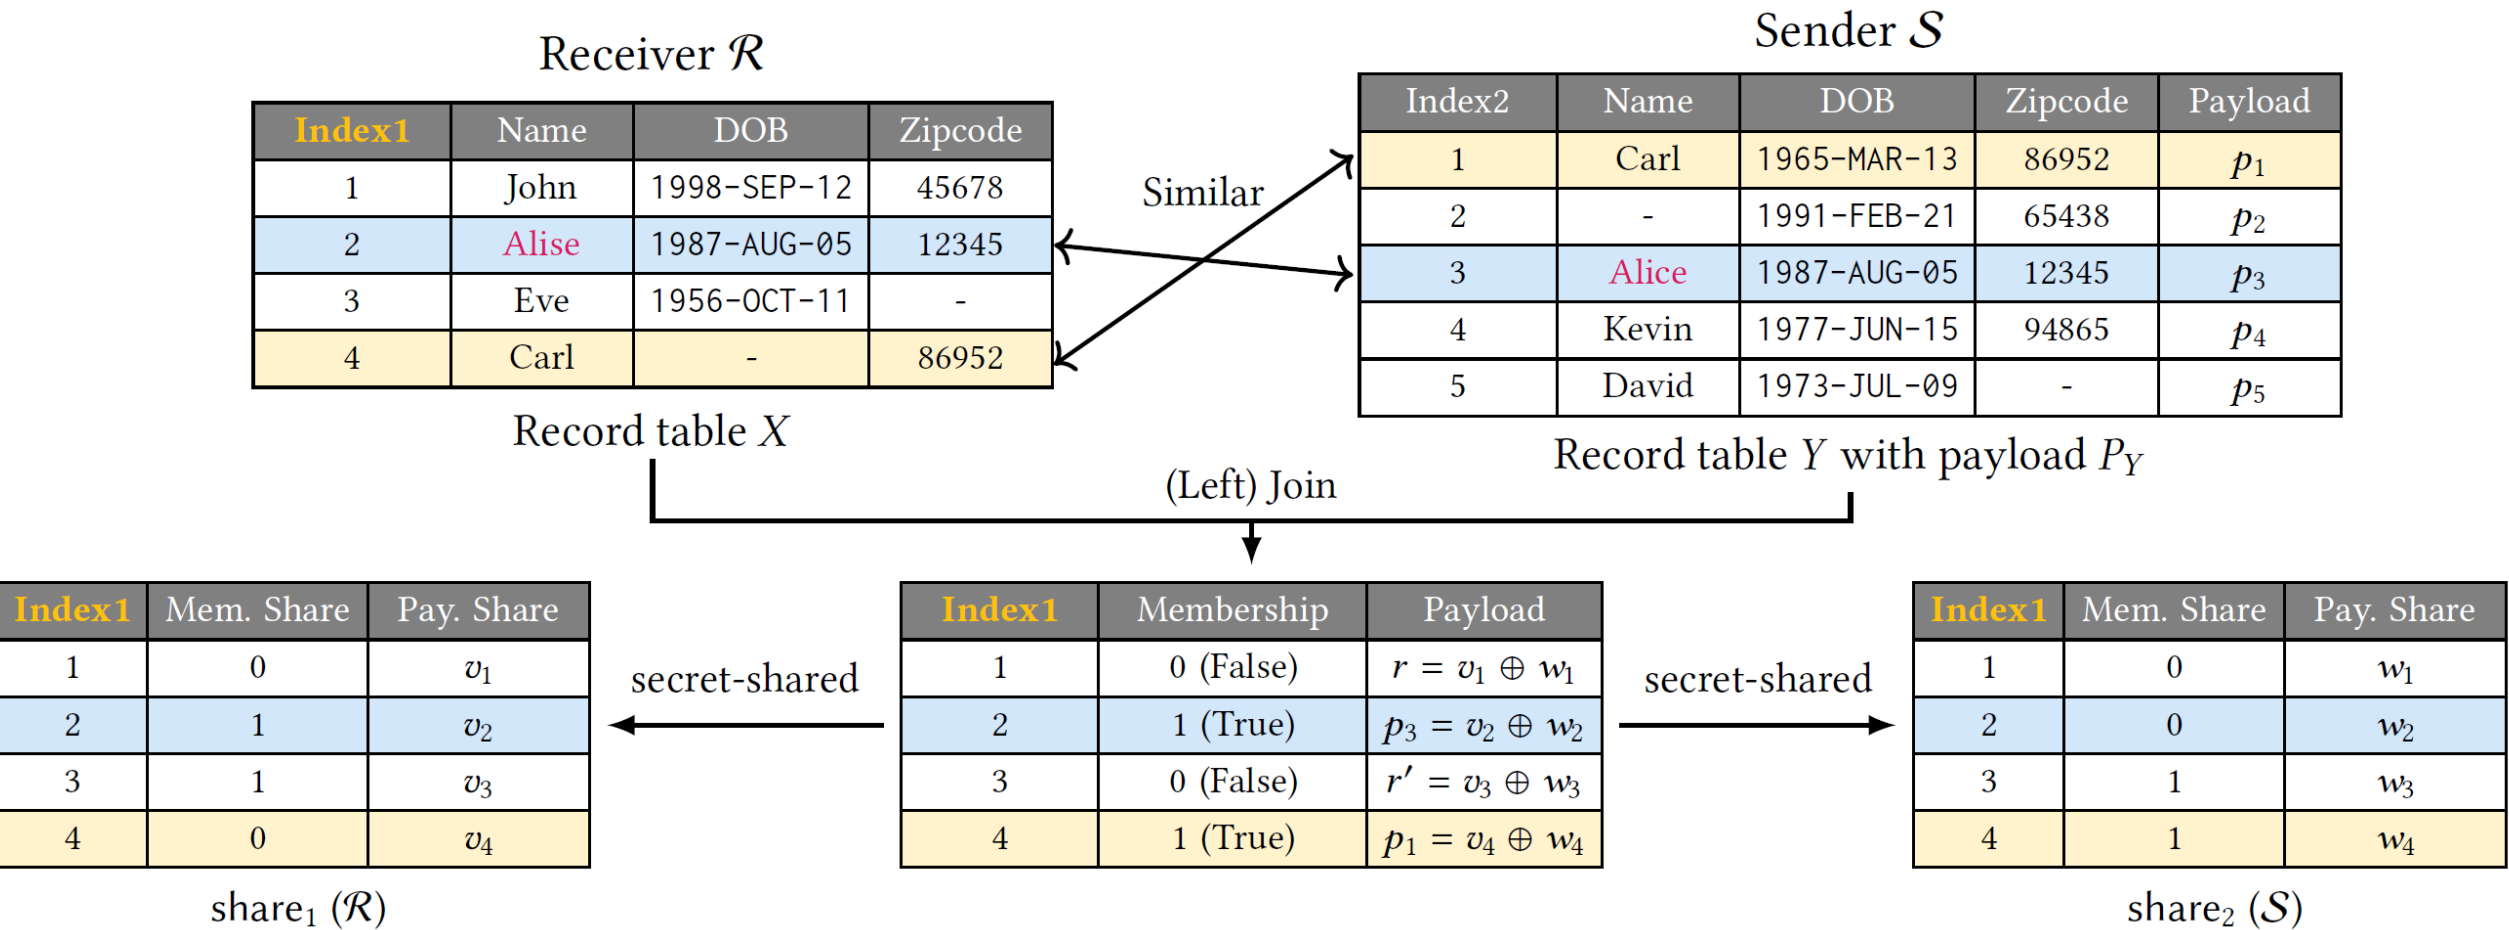 Receiver ℛ
Index1 Name DOB Zipcode
1 John 1998-SEP-12 45678
2 Alise 1987-AUG-05 12345
3 Eve 1956-OCT-11 -
4 Carl - 86952
Record table X
Similar
Sender 𝒮
Index2 Name DOB Zipcode Payload
1 Carl 1965-MAR-13 86952 p₁
2 - 1991-FEB-21 65438 p₂
3 Alice 1987-AUG-05 12345 p₃
4 Kevin 1977-JUN-15 94865 p₄
5 David 1973-JUL-09 - p₅
Record table Y with payload P_Y
(Left) Join
Index1 Mem. Share Pay. Share
1 0 v₁
2 1 v₂
3 1 v₃
4 0 v₄
share₁ (ℛ)
secret-shared
Index1 Membership Payload
1 0 (False) r = v₁ ⊕ w₁
2 1 (True) p₃ = v₂ ⊕ w₂
3 0 (False) r′ = v₃ ⊕ w₃
4 1 (True) p₁ = v₄ ⊕ w₄
secret-shared
Index1 Mem. Share Pay. Share
1 0 w₁
2 0 w₂
3 1 w₃
4 1 w₄
share₂ (𝒮)